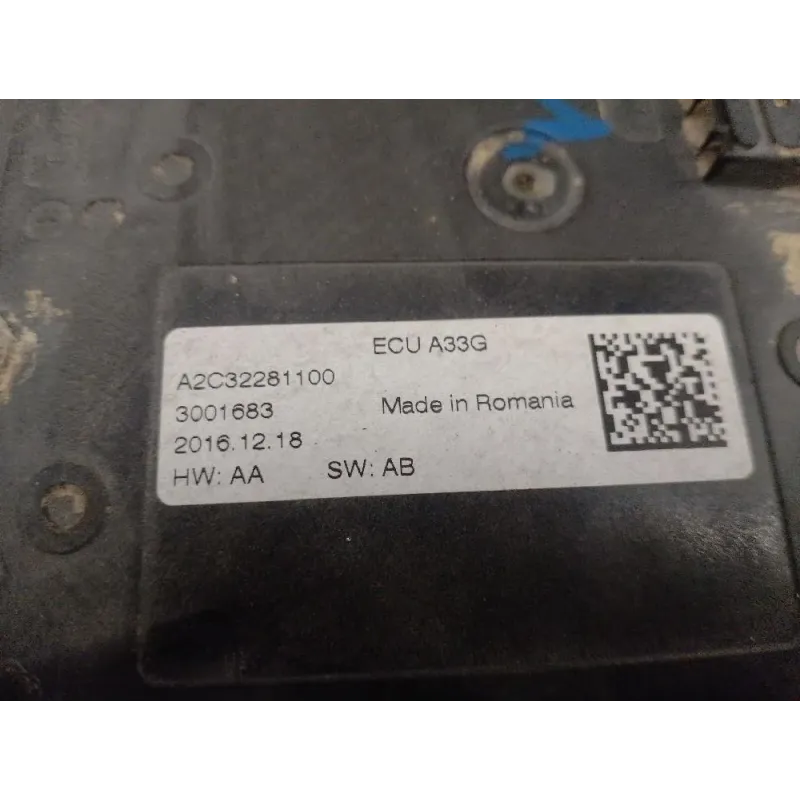 ECU A33G
A2C32281100
3001683 Made in Romania
2016.12.18
HW: AA SW: AB